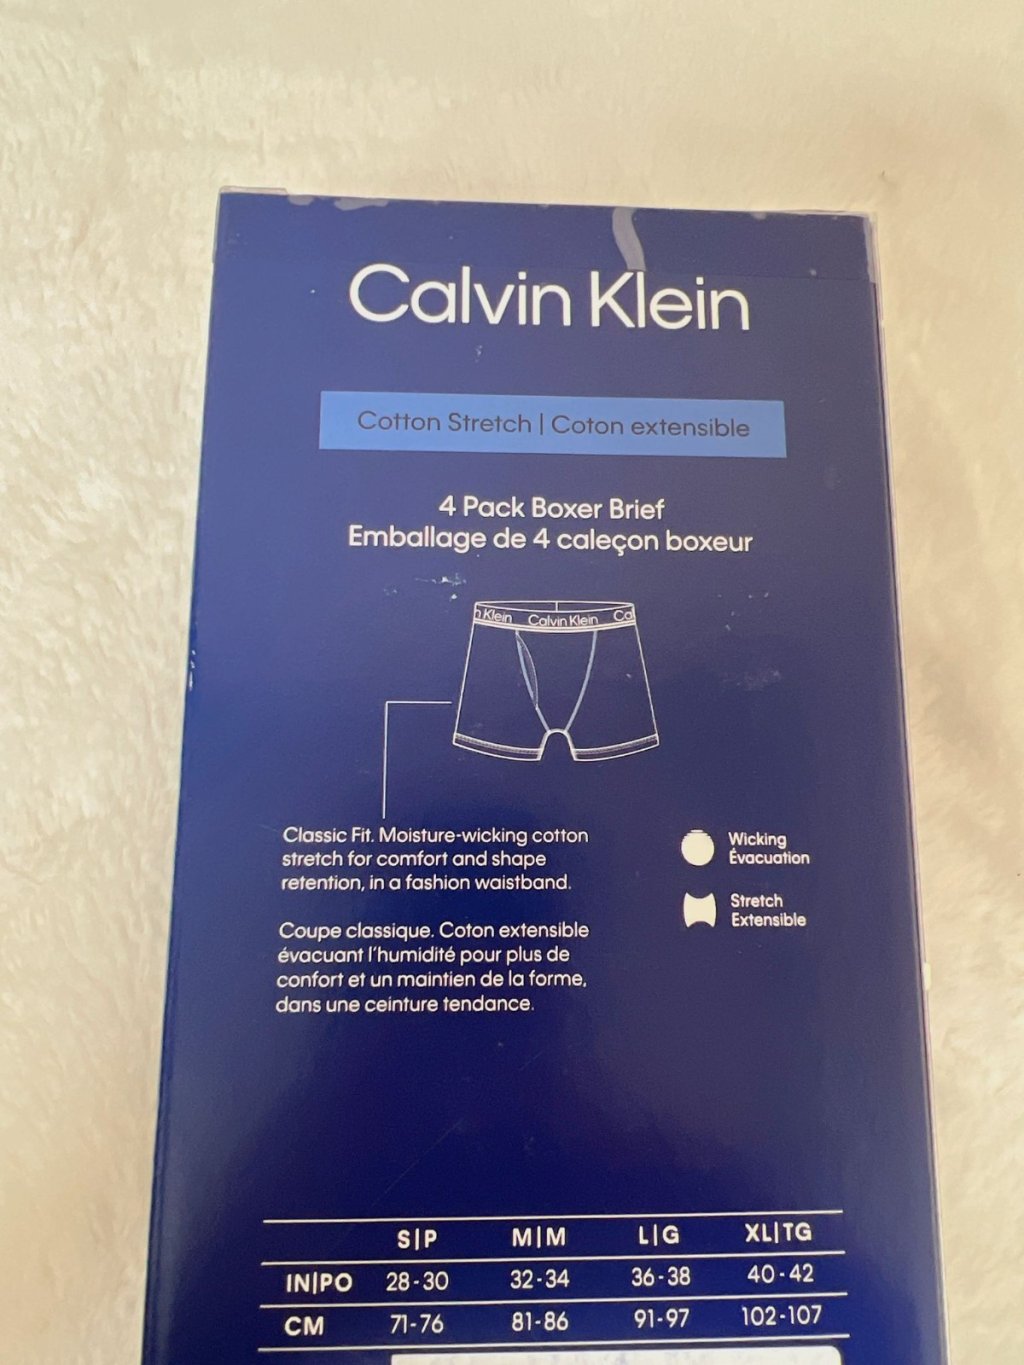 Calvin Klein
Cotton Stretch | Coton extensible
4 Pack Boxer Brief
Emballage de 4 caleçon boxeur
n Klein Calvin Klein Cal
Classic Fit. Moisture-wicking cotton
stretch for comfort and shape
retention, in a fashion waistband.
Coupe classique. Coton extensible
évacuant l'humidité pour plus de
confort et un maintien de la forme,
dans une ceinture tendance.
Wicking
Évacuation
Stretch
Extensible
S|P M|M L|G XL|TG
IN|PO 28-30 32-34 36-38 40-42
CM 71-76 81-86 91-97 102-107